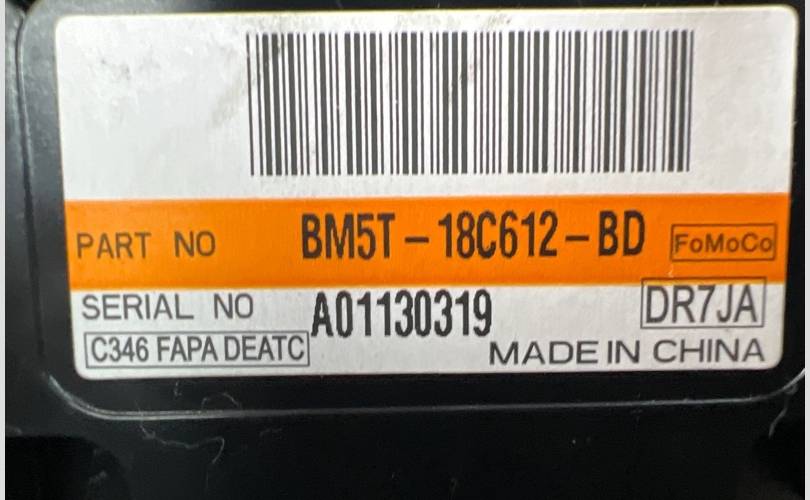 PART NO BM5T-18C612-BD FoMoCo
SERIAL NO A01130319 DR7JA
C346 FAPA DEATC MADE IN CHINA